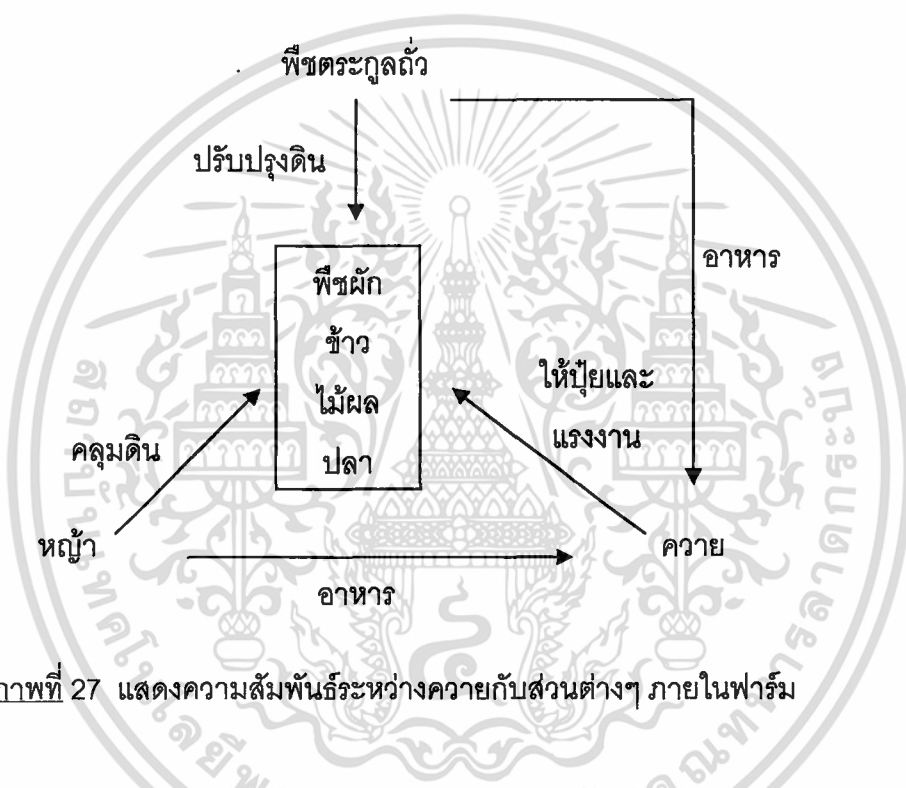 พืชตระกูลถั่ว
ปรับปรุงดิน
อาหาร
พืชผัก
ข้าว
ไม้ผล
ปลา
ให้ปุ๋ยและ
แรงงาน
คลุมดิน
หญ้า
ควาย
อาหาร
ภาพที่ 27 แสดงความสัมพันธ์ระหว่างควายกับส่วนต่างๆ ภายในฟาร์ม